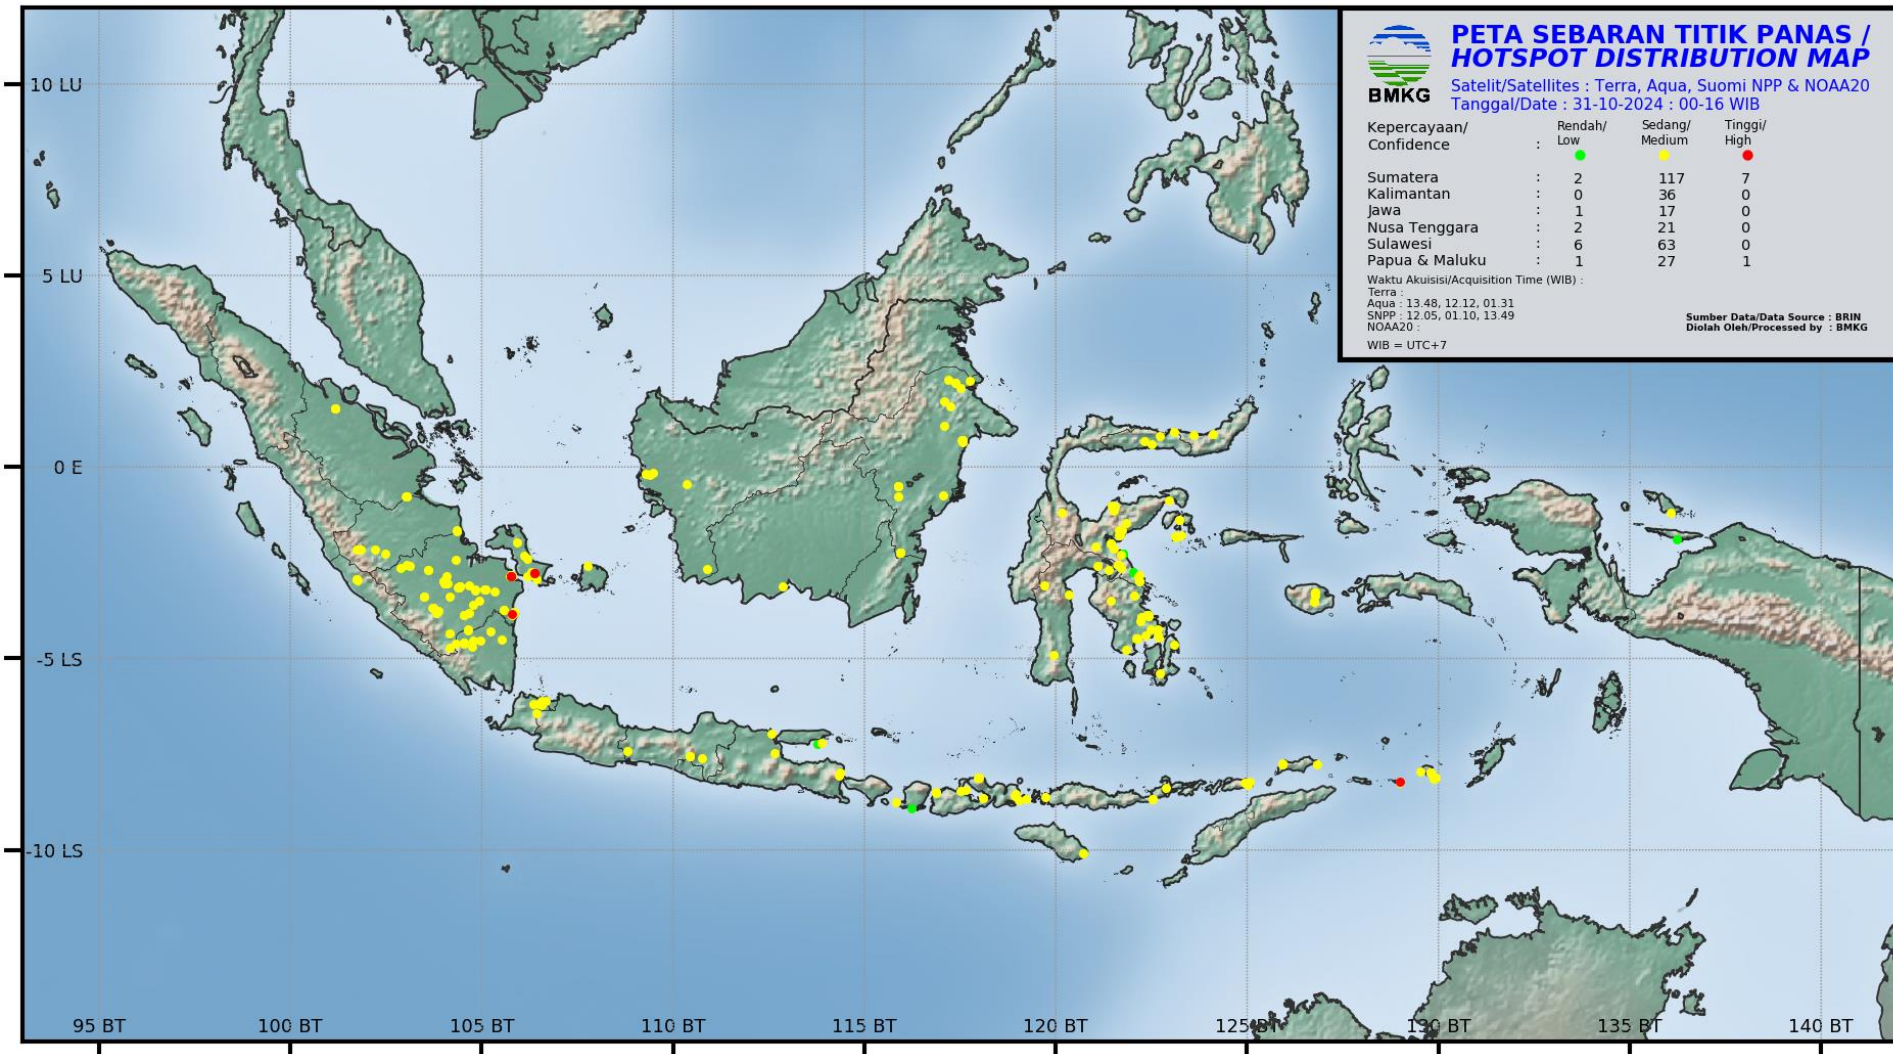 PETA SEBARAN TITIK PANAS /
HOTSPOT DISTRIBUTION MAP
BMKG
Satelit/Satellites : Terra, Aqua, Suomi NPP & NOAA20
Tanggal/Date : 31-10-2024 : 00-16 WIB
Kepercayaan/ Rendah/ Sedang/ Tinggi/
Confidence : Low Medium High
Sumatera : 2 117 7
Kalimantan : 0 36 0
Jawa : 1 17 0
Nusa Tenggara : 2 21 0
Sulawesi : 6 63 0
Papua & Maluku : 1 27 1
Waktu Akuisisi/Acquisition Time (WIB) :
Terra :
Aqua : 13.48, 12.12, 01.31
SNPP : 12.05, 01.10, 13.49
NOAA20 :
WIB = UTC+7
Sumber Data/Data Source : BRIN
Diolah Oleh/Processed by : BMKG
10 LU
5 LU
0 E
-5 LS
-10 LS
95 BT 100 BT 105 BT 110 BT 115 BT 120 BT 125 BT 130 BT 135 BT 140 BT